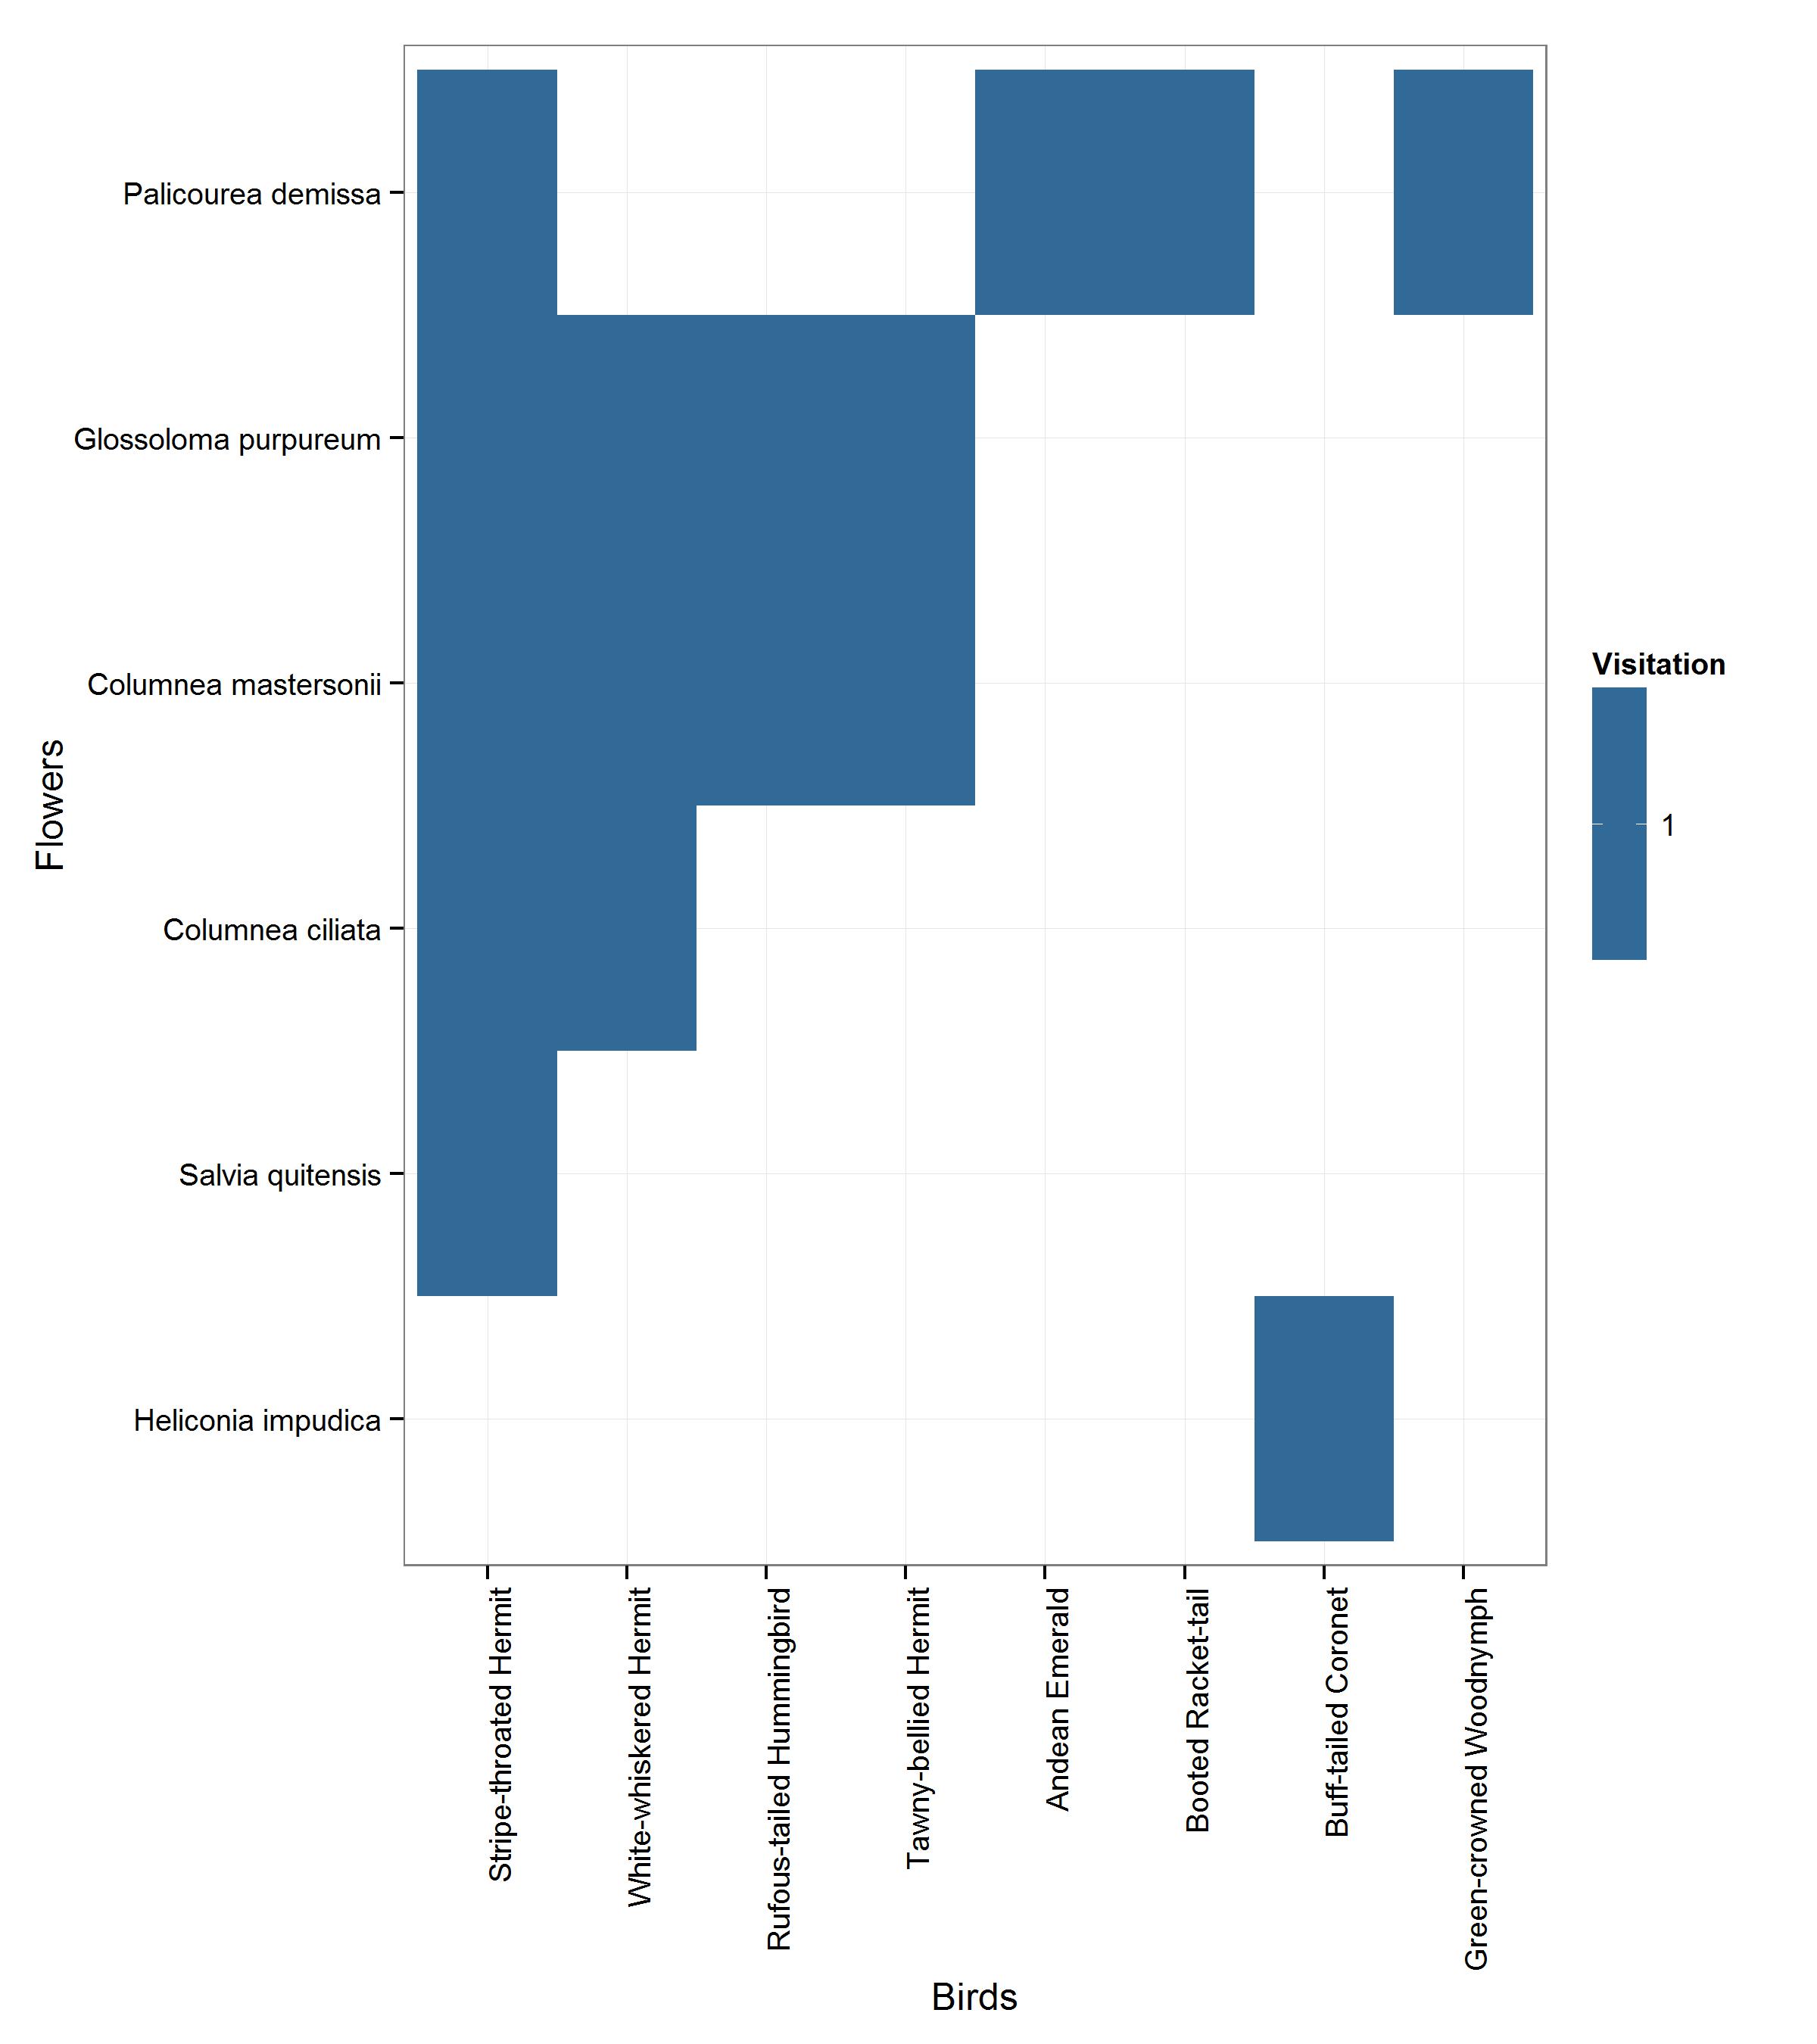 Palicourea demissa
Glossoloma purpureum
Columnea mastersonii
Columnea ciliata
Salvia quitensis
Heliconia impudica
Flowers
Stripe-throated Hermit
White-whiskered Hermit
Rufous-tailed Hummingbird
Tawny-bellied Hermit
Andean Emerald
Booted Racket-tail
Buff-tailed Coronet
Green-crowned Woodnymph
Birds
Visitation
1